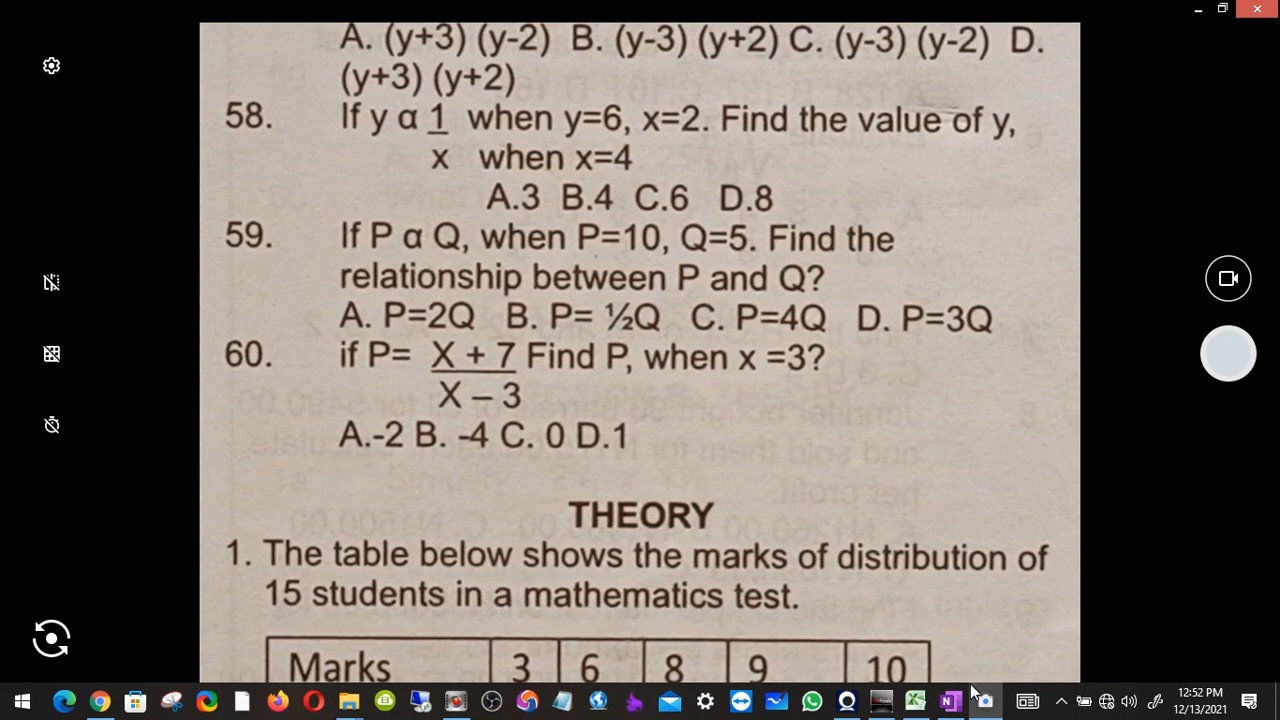 A. (y+3) (y-2) B. (y-3) (y+2) C. (y-3) (y-2) D.
(y+3) (y+2)
58. If y α 1 when y=6, x=2. Find the value of y,
x when x=4
A.3 B.4 C.6 D.8
59. If P α Q, when P=10, Q=5. Find the
relationship between P and Q?
A. P=2Q B. P= ½Q C. P=4Q D. P=3Q
60. if P= X + 7 Find P, when x =3?
X – 3
A.-2 B. -4 C. 0 D.1
THEORY
1. The table below shows the marks of distribution of
15 students in a mathematics test.
Marks 3 6 8 9 10
12:52 PM
12/13/2021